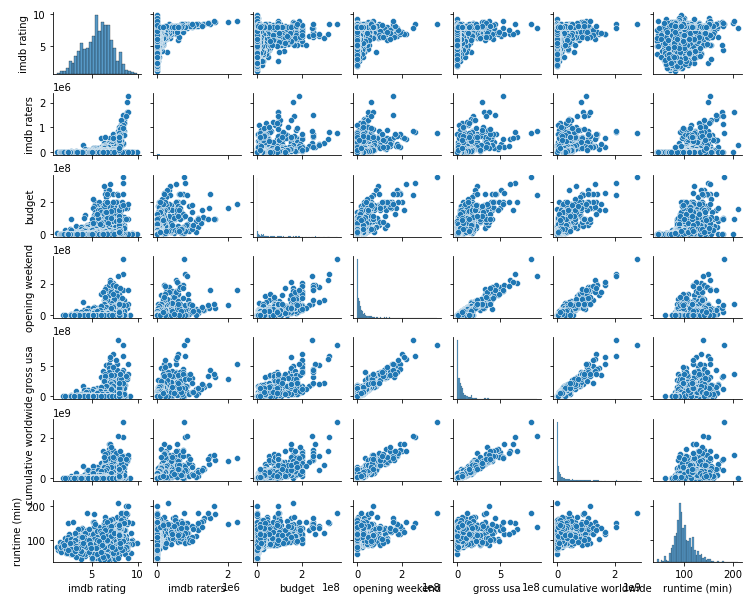 10
5
imdb rating
1e6
2
1
0
imdb raters
1e8
2
0
budget
1e8
2
0
opening weekend
1e8
5
0
gross usa
1e9
2
0
cumulative worldwide
200
100
runtime (min)
5 10
imdb rating
0 2
1e6
imdb raters
0 2
1e8
budget
0 2
1e8
opening weekend
0 5
1e8
gross usa
0 2
1e9
cumulative worldwide
100 200
runtime (min)